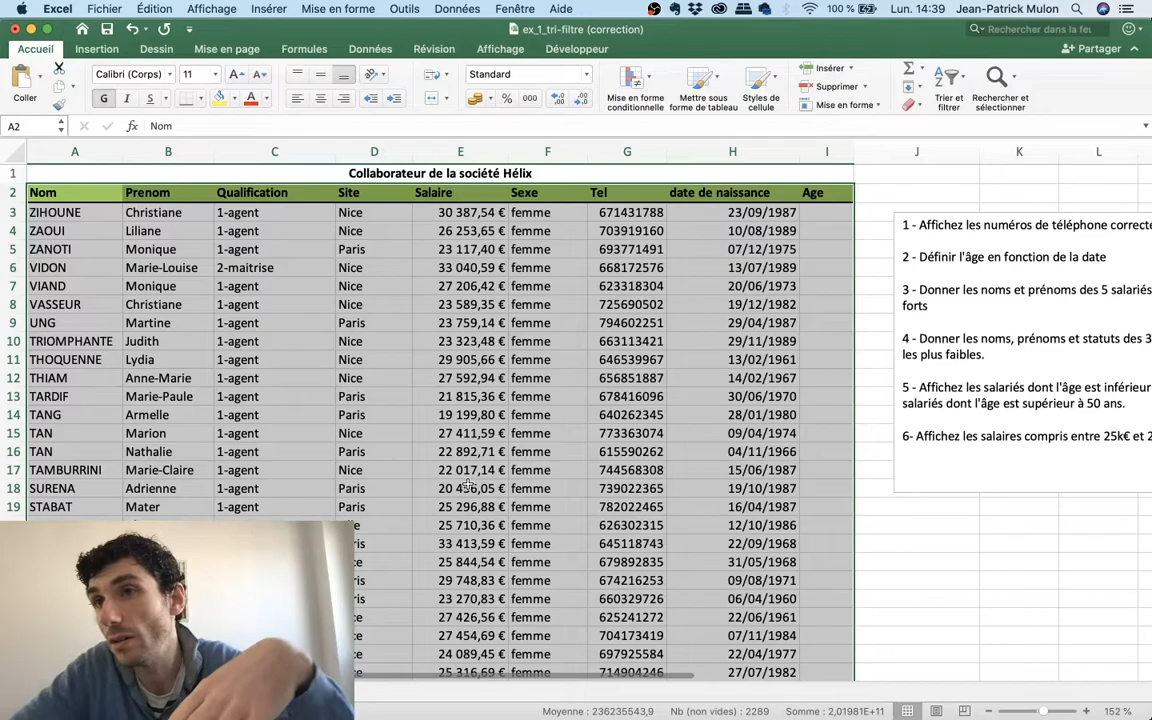 Excel Fichier Édition Affichage Insérer Mise en forme Outils Données Fenêtre Aide 100 % Lun. 14:39 Jean-Patrick Mulon
ex_1_tri-filtre (correction)
Rechercher dans la feu
Accueil Insertion Dessin Mise en page Formules Données Révision Affichage Développeur Partager
Coller
Calibri (Corps) 11 A A
G I S A
Standard
% 000
Mise en forme conditionnelle
Mettre sous forme de tableau
Styles de cellule
Insérer
Supprimer
Mise en forme
Trier et filtrer
Rechercher et sélectionner
A2 fx Nom
A B C D E F G H I J K L
1 Collaborateur de la société Hélix
2 Nom Prenom Qualification Site Salaire Sexe Tel date de naissance Age
3 ZIHOUNE Christiane 1-agent Nice 30 387,54 € femme 671431788 23/09/1987
4 ZAOUI Liliane 1-agent Nice 26 253,65 € femme 703919160 10/08/1989
5 ZANOTI Monique 1-agent Paris 23 117,40 € femme 693771491 07/12/1975
6 VIDON Marie-Louise 2-maitrise Nice 33 040,59 € femme 668172576 13/07/1989
7 VIAND Monique 1-agent Nice 27 206,42 € femme 623318304 20/06/1973
8 VASSEUR Christiane 1-agent Nice 23 589,35 € femme 725690502 19/12/1982
9 UNG Martine 1-agent Paris 23 759,14 € femme 794602251 29/04/1987
10 TRIOMPHANTE Judith 1-agent Nice 23 323,48 € femme 663113421 29/11/1989
11 THOQUENNE Lydia 1-agent Nice 29 905,66 € femme 646539967 13/02/1961
12 THIAM Anne-Marie 1-agent Nice 27 592,94 € femme 656851887 14/02/1967
13 TARDIF Marie-Paule 1-agent Nice 21 815,36 € femme 678416096 30/06/1970
14 TANG Armelle 1-agent Nice 19 199,80 € femme 640262345 28/01/1980
15 TAN Marion 1-agent Nice 27 411,59 € femme 773363074 09/04/1974
16 TAN Nathalie 1-agent Paris 22 892,71 € femme 615590262 04/11/1966
17 TAMBURRINI Marie-Claire 1-agent Nice 22 017,14 € femme 744568308 15/06/1987
18 SURENA Adrienne 1-agent Paris femme 739022365 19/10/1987
19 STABAT Mater 1-agent Paris 25 296,88 € femme 782022465 16/04/1987
25 710,36 € femme 626302315 12/10/1986
ris 33 413,59 € femme 645118743 22/09/1968
ce 25 844,54 € femme 679892835 31/05/1968
ris 29 748,83 € femme 674216253 09/08/1971
ris 23 270,83 € femme 660329726 06/04/1960
ce 27 426,56 € femme 625241272 22/06/1961
ce 27 454,69 € femme 704173419 07/11/1984
ce 24 089,45 € femme 697925584 22/04/1977
ce 25 316,69 € femme 714904246 27/07/1982
1 - Affichez les numéros de téléphone correcte
2 - Définir l'âge en fonction de la date
3 - Donner les noms et prénoms des 5 salariés
forts
4 - Donner les noms, prénoms et statuts des 3
les plus faibles.
5 - Affichez les salariés dont l'âge est inférieur
salariés dont l'âge est supérieur à 50 ans.
6- Affichez les salaires compris entre 25k€ et 2
Moyenne : 236235543,9 Nb (non vides) : 2289 Somme : 2,01981E+11 152 %